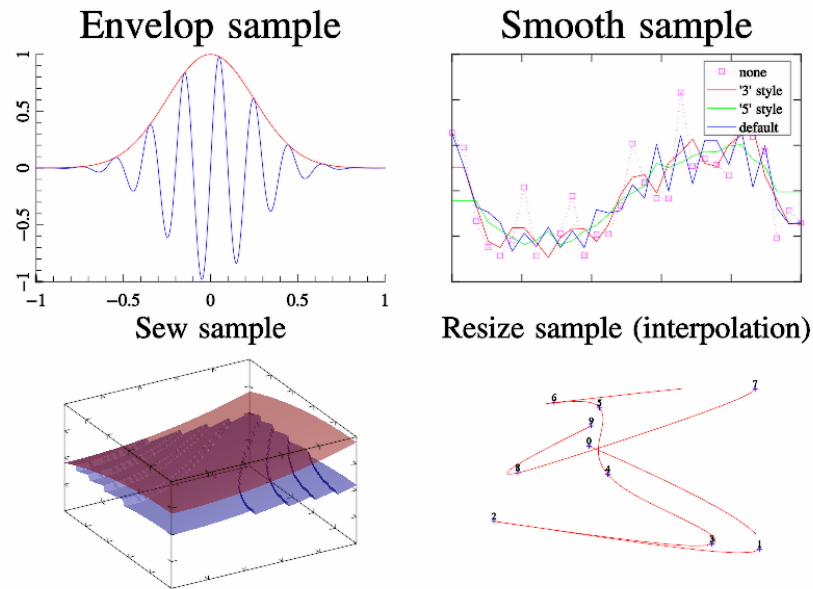 Envelop sample
1
0.5
0
−0.5
−1
−1 −0.5 0 0.5 1
Smooth sample
none
'3' style
'5' style
default
Sew sample
Resize sample (interpolation)
7
6
5
9
0
8
4
2
3
1